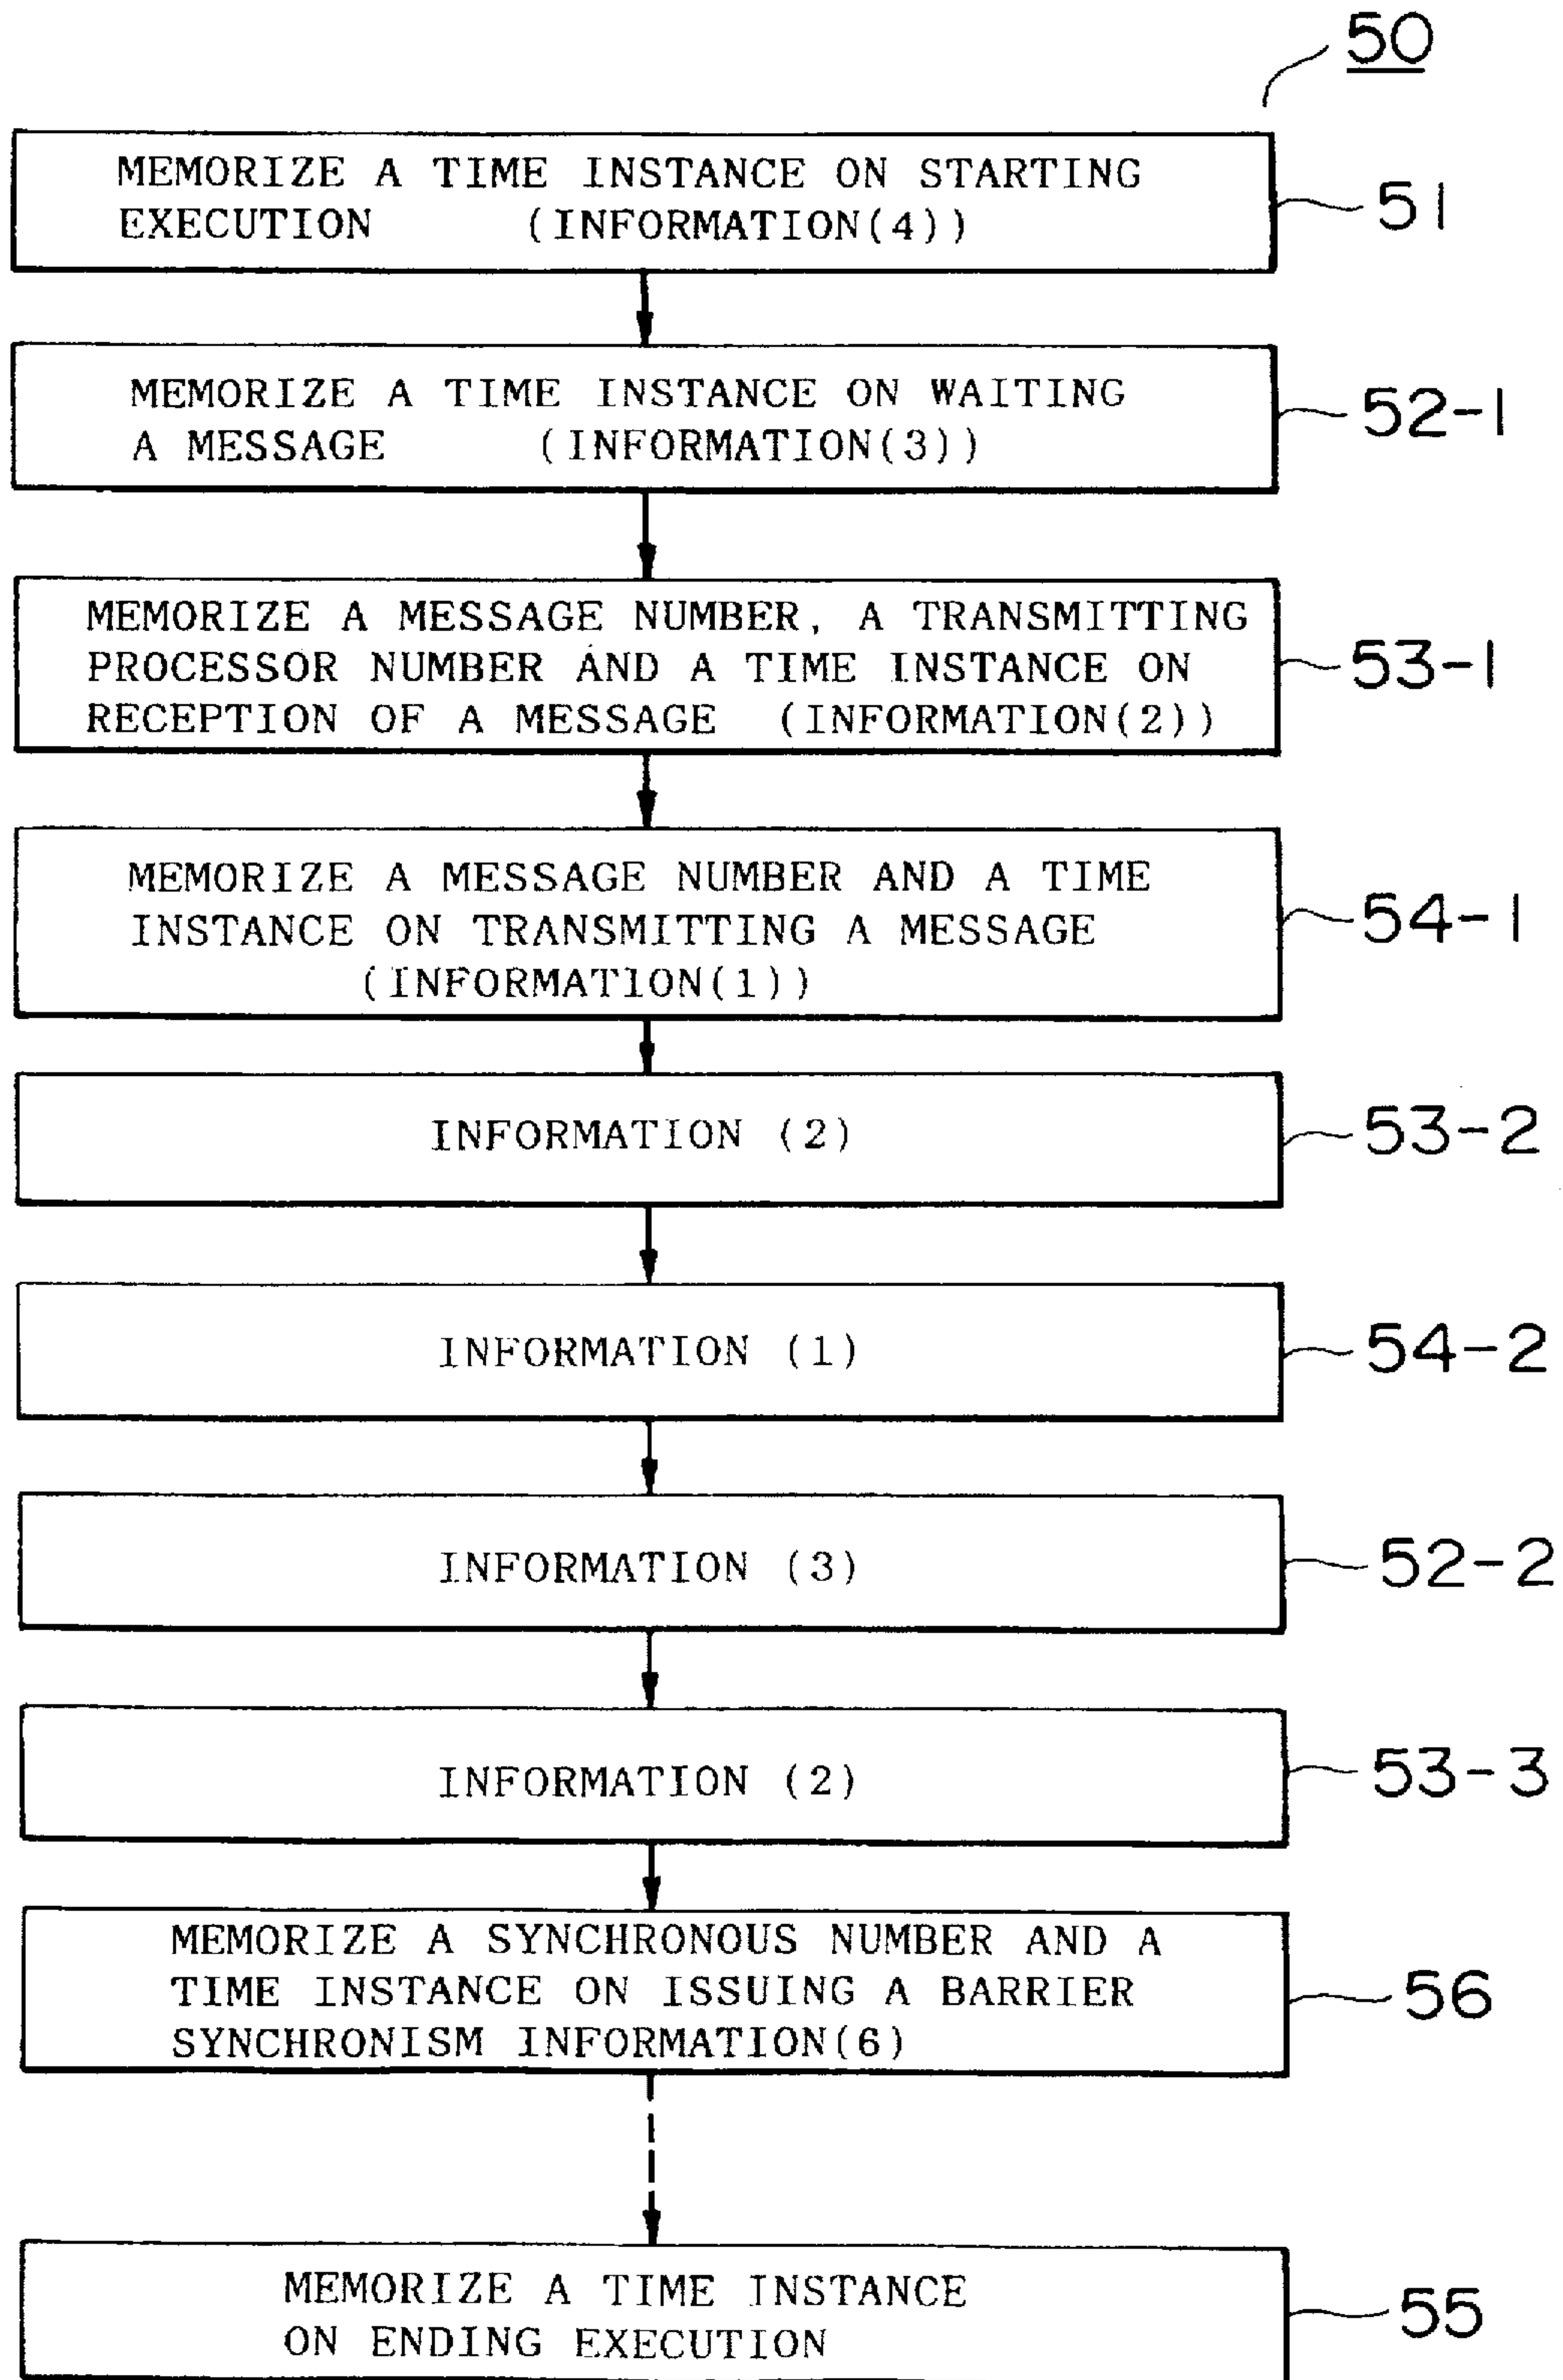 50
MEMORIZE A TIME INSTANCE ON STARTING
EXECUTION (INFORMATION(4))
51
MEMORIZE A TIME INSTANCE ON WAITING
A MESSAGE (INFORMATION(3))
52-1
MEMORIZE A MESSAGE NUMBER, A TRANSMITTING
PROCESSOR NUMBER AND A TIME INSTANCE ON
RECEPTION OF A MESSAGE (INFORMATION(2))
53-1
MEMORIZE A MESSAGE NUMBER AND A TIME
INSTANCE ON TRANSMITTING A MESSAGE
(INFORMATION(1))
54-1
INFORMATION (2)
53-2
INFORMATION (1)
54-2
INFORMATION (3)
52-2
INFORMATION (2)
53-3
MEMORIZE A SYNCHRONOUS NUMBER AND A
TIME INSTANCE ON ISSUING A BARRIER
SYNCHRONISM INFORMATION(6)
56
MEMORIZE A TIME INSTANCE
ON ENDING EXECUTION
55